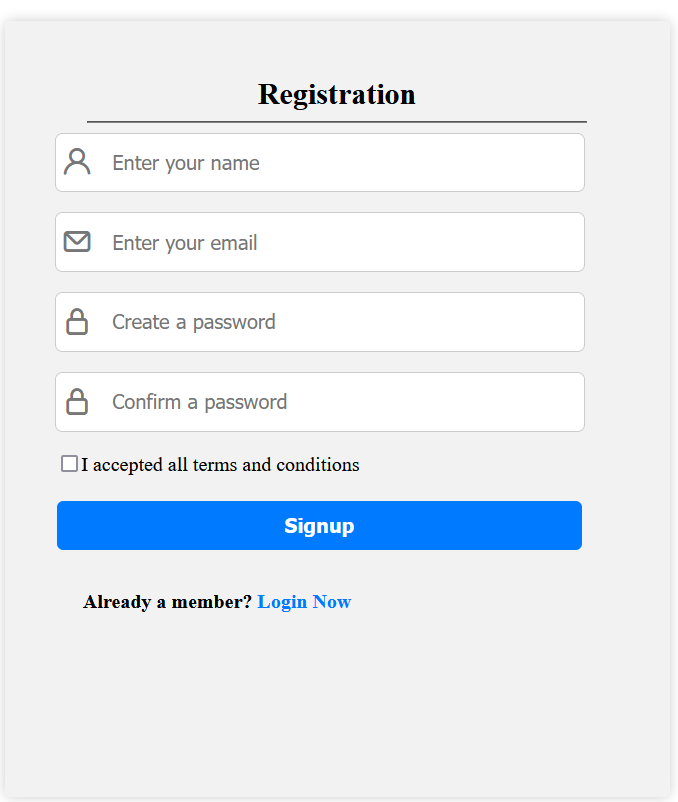 Registration
Enter your name
Enter your email
Create a password
Confirm a password
I accepted all terms and conditions
Signup
Already a member? Login Now